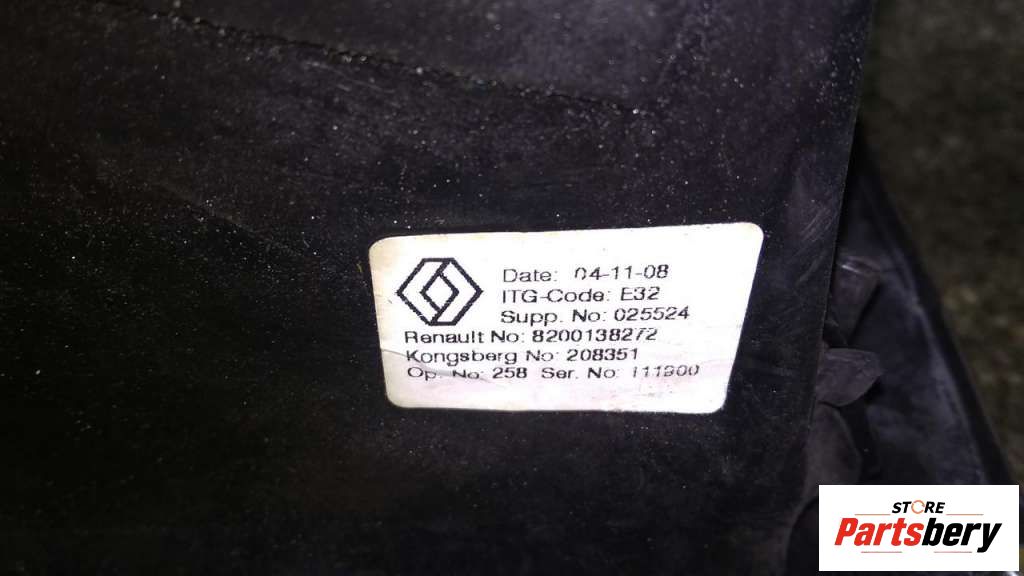 Date: 04-11-08
ITG-Code: E32
Supp. No: 025524
Renault No: 8200138272
Kongsberg No: 208351
Op. No: 258 Ser. No: 111900
STORE
Partsbery